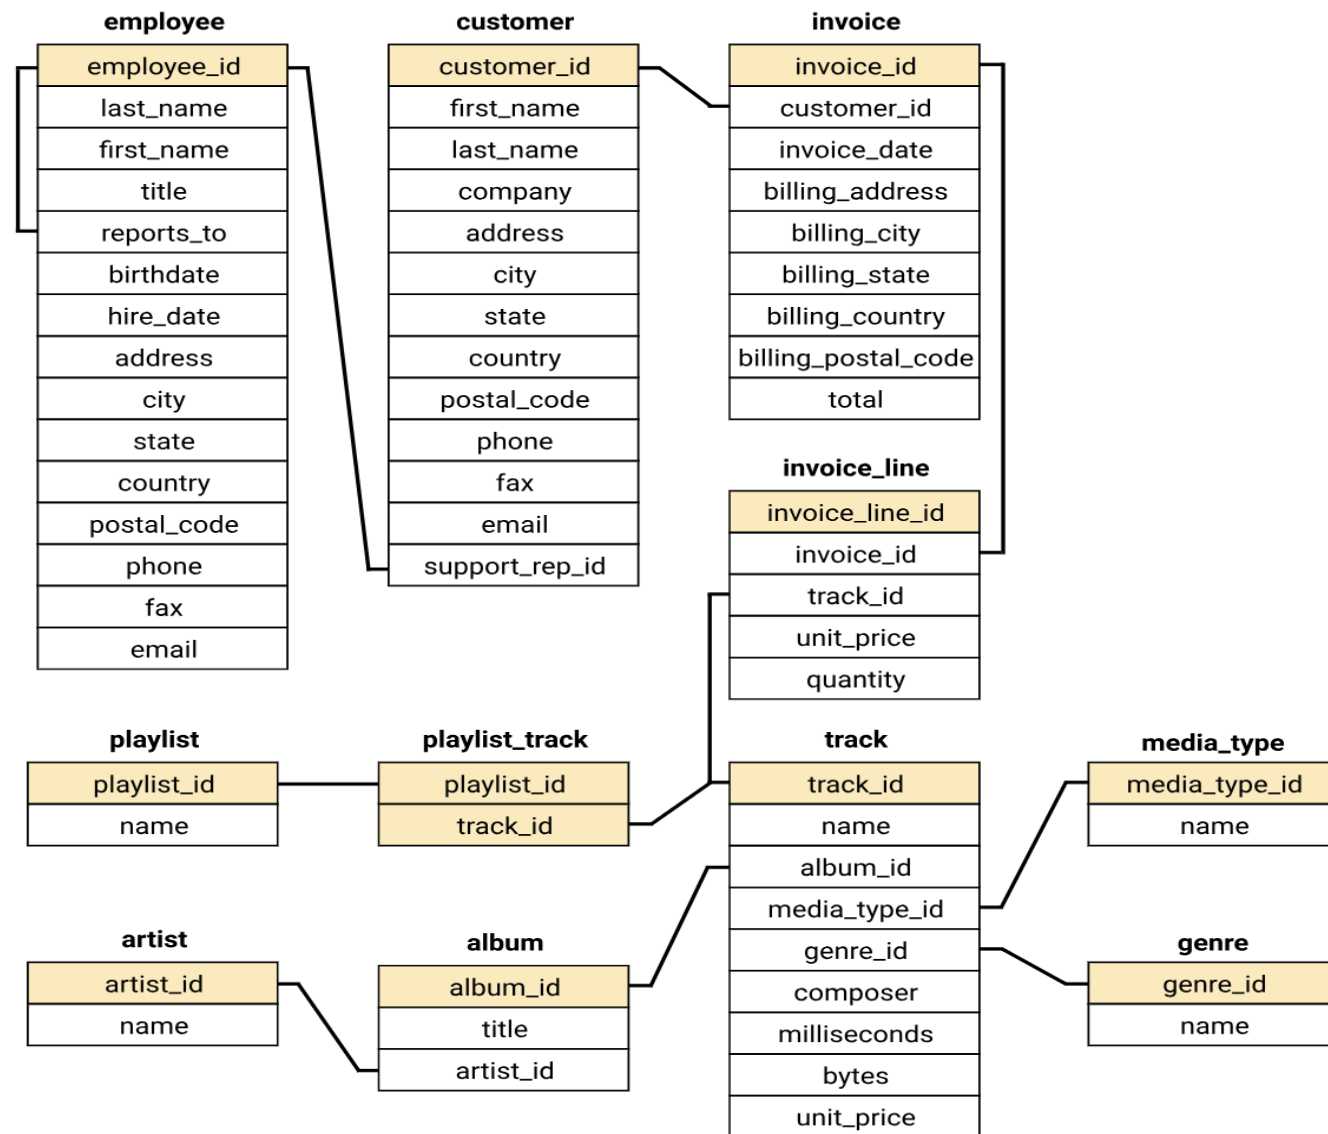 employee
employee_id
last_name
first_name
title
reports_to
birthdate
hire_date
address
city
state
country
postal_code
phone
fax
email
customer
customer_id
first_name
last_name
company
address
city
state
country
postal_code
phone
fax
email
support_rep_id
invoice
invoice_id
customer_id
invoice_date
billing_address
billing_city
billing_state
billing_country
billing_postal_code
total
invoice_line
invoice_line_id
invoice_id
track_id
unit_price
quantity
playlist
playlist_id
name
playlist_track
playlist_id
track_id
track
track_id
name
album_id
media_type_id
genre_id
composer
milliseconds
bytes
unit_price
media_type
media_type_id
name
artist
artist_id
name
album
album_id
title
artist_id
genre
genre_id
name